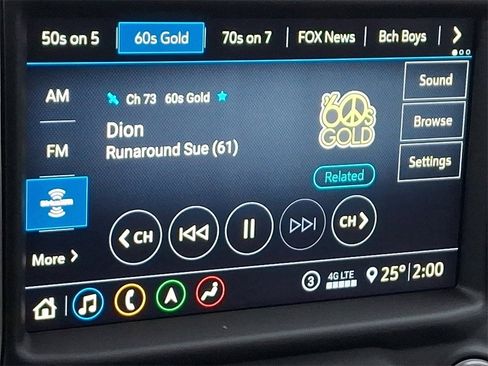 50s on 5
60s Gold
70s on 7
FOX News
Bch Boys
AM
FM
More
Ch 73 60s Gold
Dion
Runaround Sue (61)
60s
GOLD
Related
Sound
Browse
Settings
CH
CH
3
4G LTE
25°
2:00